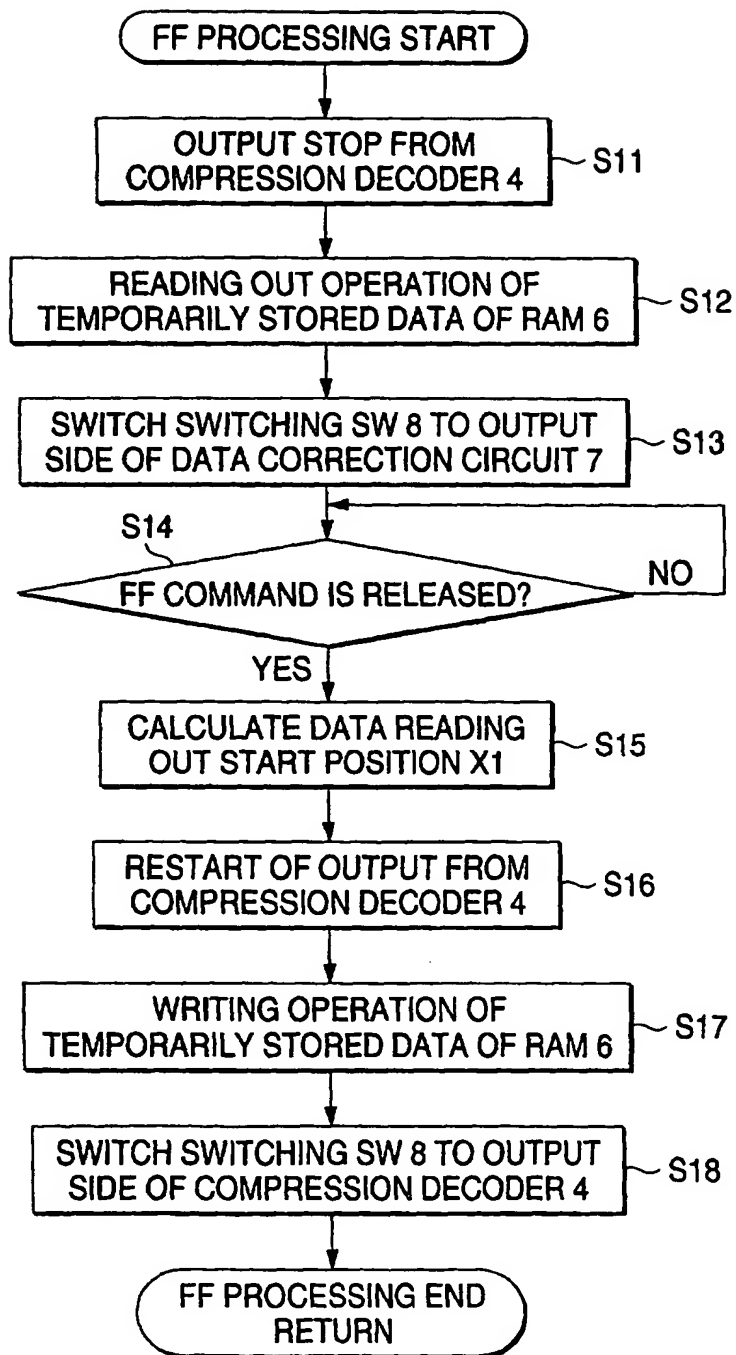 FF PROCESSING START
OUTPUT STOP FROM
COMPRESSION DECODER 4
S11
READING OUT OPERATION OF
TEMPORARILY STORED DATA OF RAM 6
S12
SWITCH SWITCHING SW 8 TO OUTPUT
SIDE OF DATA CORRECTION CIRCUIT 7
S13
S14
FF COMMAND IS RELEASED?
NO
YES
CALCULATE DATA READING
OUT START POSITION X1
S15
RESTART OF OUTPUT FROM
COMPRESSION DECODER 4
S16
WRITING OPERATION OF
TEMPORARILY STORED DATA OF RAM 6
S17
SWITCH SWITCHING SW 8 TO OUTPUT
SIDE OF COMPRESSION DECODER 4
S18
FF PROCESSING END
RETURN